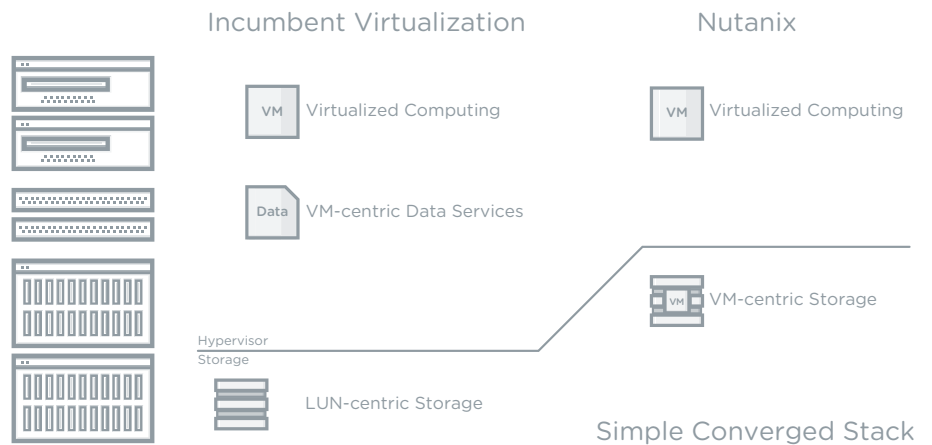 Incumbent Virtualization
Nutanix
VM Virtualized Computing
VM Virtualized Computing
Data VM-centric Data Services
VM VM-centric Storage
Hypervisor
Storage
LUN-centric Storage
Simple Converged Stack